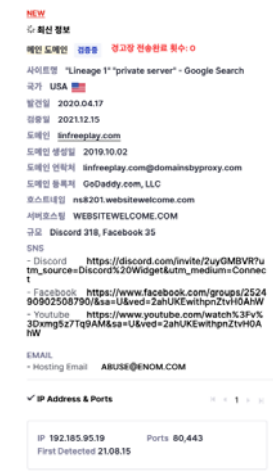 NEW
최신 정보
메인 도메인 검증중 경고장 전송완료 횟수: 0
사이트명 "Lineage 1" "private server" - Google Search
국가 USA
발견일 2020.04.17
검증일 2021.12.15
도메인 linfreeplay.com
도메인 생성일 2019.10.02
도메인 연락처 linfreeplay.com@domainsbyproxy.com
도메인 등록처 GoDaddy.com, LLC
호스트네임 ns8201.websitewelcome.com
서버호스팅 WEBSITEWELCOME.COM
규모 Discord 318, Facebook 35
SNS
- Discord https://discord.com/invite/2uyGMBVR?u
tm_source=Discord%20Widget&utm_medium=Connec
t
- Facebook https://www.facebook.com/groups/2524
90902508790/&sa=U&ved=2ahUKEwithpnZtvH0AhW
- Youtube https://www.youtube.com/watch%3Fv%
3Dxmg5z7Tq9AM&sa=U&ved=2ahUKEwithpnZtvH0A
hW
EMAIL
- Hosting Email ABUSE@ENOM.COM
IP Address & Ports 1
IP 192.185.95.19 Ports 80,443
First Detected 21.08.15